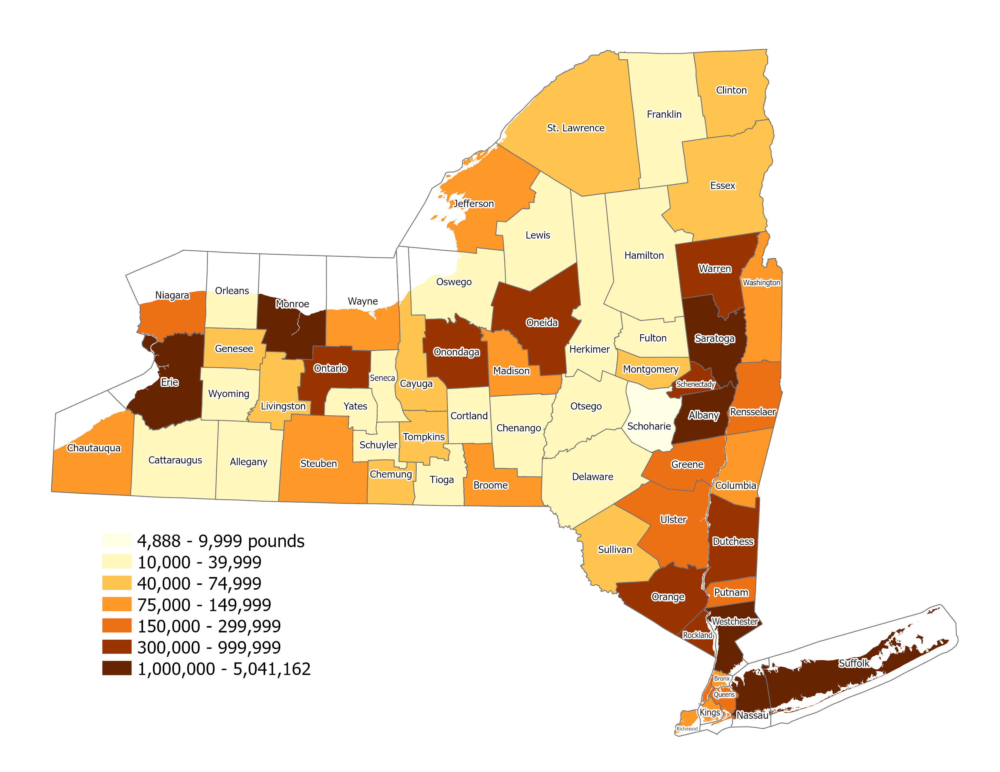 Clinton
Franklin
St. Lawrence
Essex
Jefferson
Lewis
Hamilton
Warren
Oswego
Washington
Orleans
Niagara
Wayne
Monroe
Oneida
Fulton
Saratoga
Genesee
Herkimer
Onondaga
Ontario
Montgomery
Madison
Seneca
Erie
Cayuga
Schenectady
Wyoming
Livingston
Yates
Otsego
Rensselaer
Cortland
Albany
Schoharie
Chenango
Tompkins
Schuyler
Chautauqua
Cattaraugus
Allegany
Steuben
Greene
Chemung
Delaware
Tioga
Broome
Columbia
Ulster
Dutchess
Sullivan
Putnam
Orange
Westchester
Rockland
Suffolk
Bronx
Queens
Kings
Nassau
Richmond
4,888 - 9,999 pounds
10,000 - 39,999
40,000 - 74,999
75,000 - 149,999
150,000 - 299,999
300,000 - 999,999
1,000,000 - 5,041,162